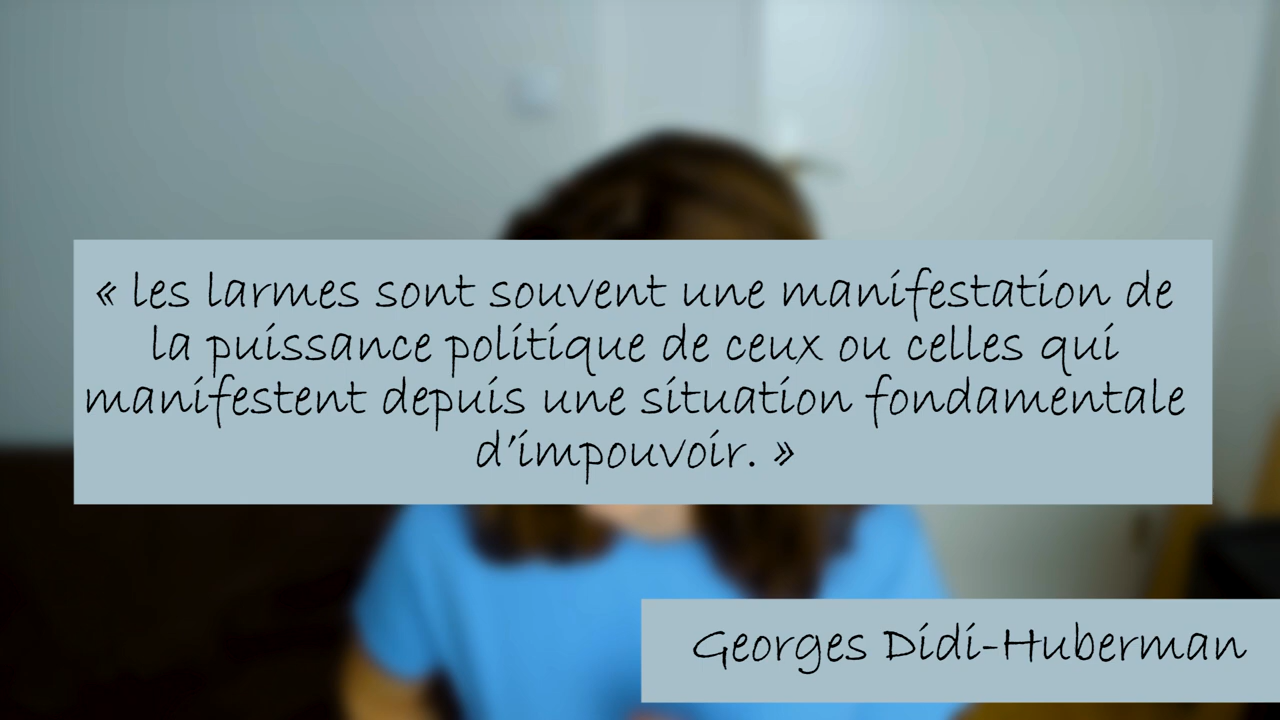 « les larmes sont souvent une manifestation de
la puissance politique de ceux ou celles qui
manifestent depuis une situation fondamentale
d'impouvoir. »
Georges Didi-Huberman